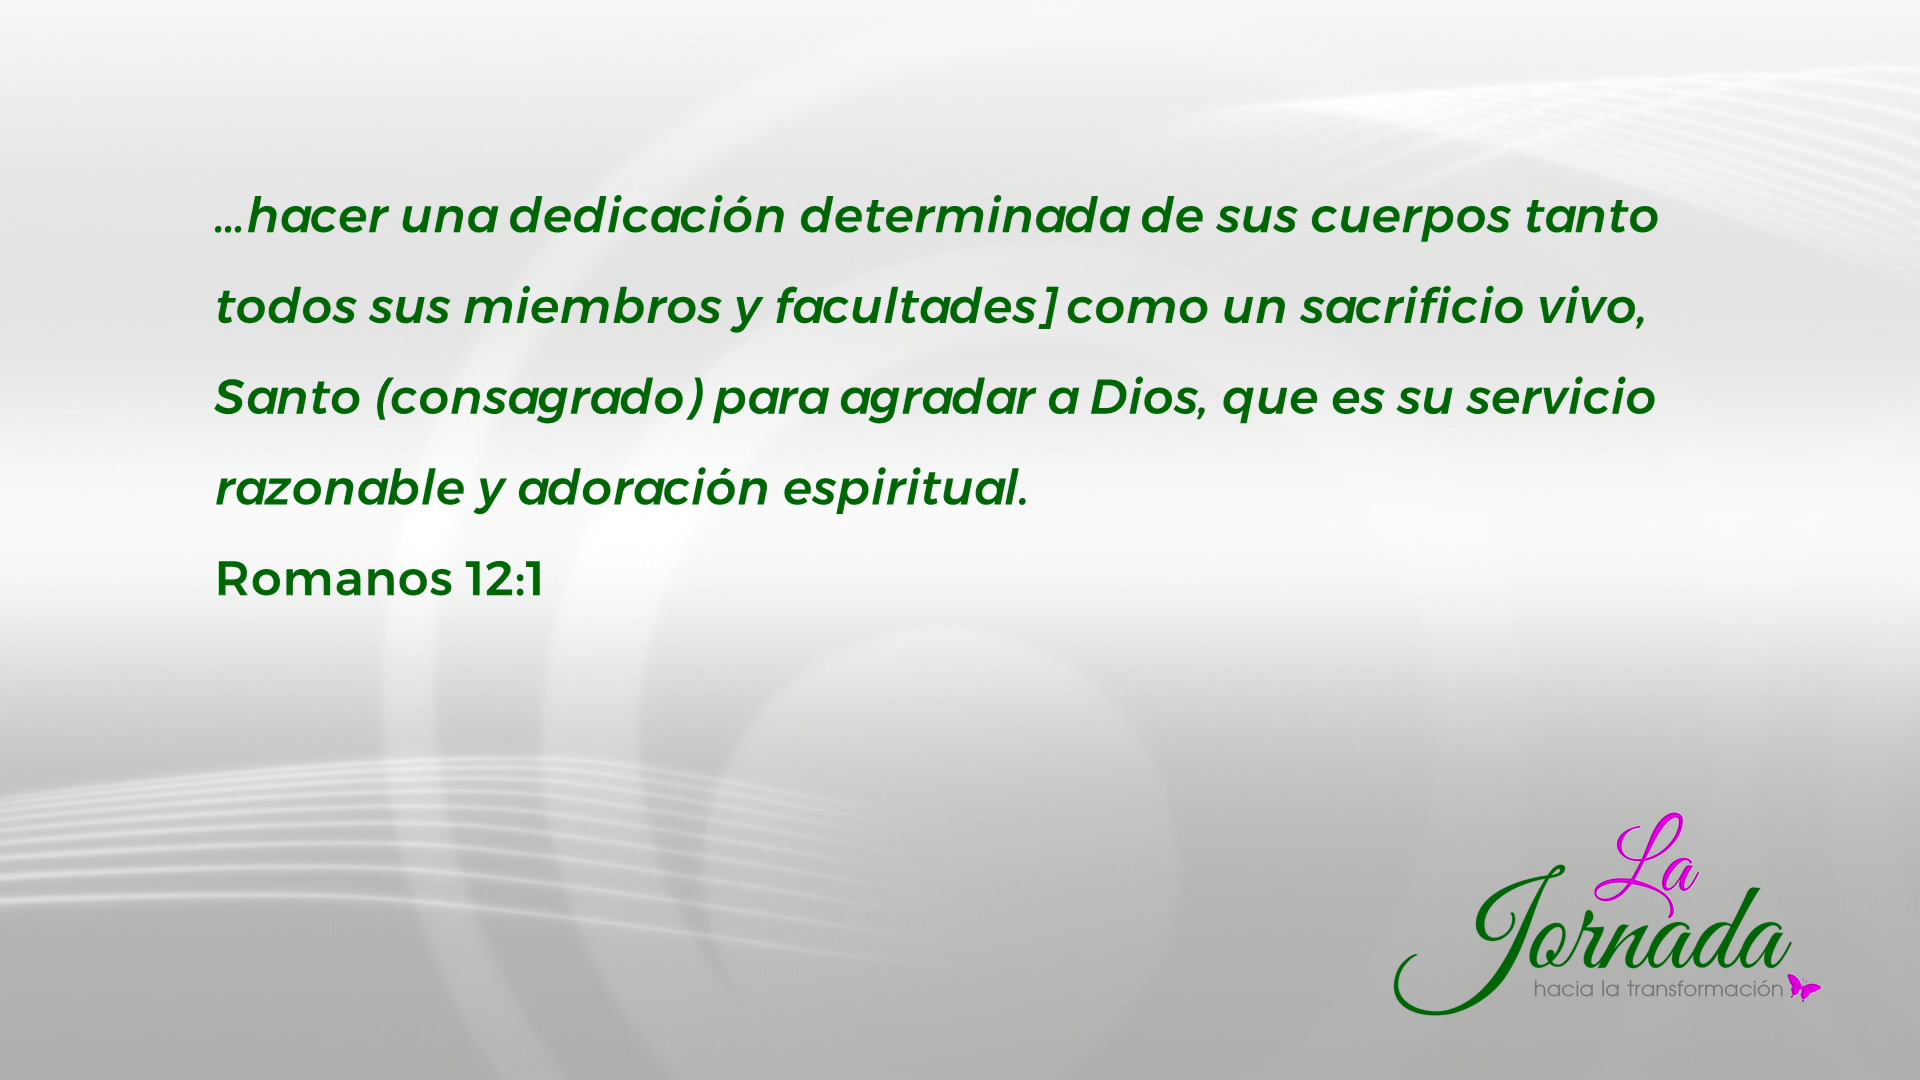 ...hacer una dedicación determinada de sus cuerpos tanto
todos sus miembros y facultades] como un sacrificio vivo,
Santo (consagrado) para agradar a Dios, que es su servicio
razonable y adoración espiritual.
Romanos 12:1
La
Jornada
hacia la transformación